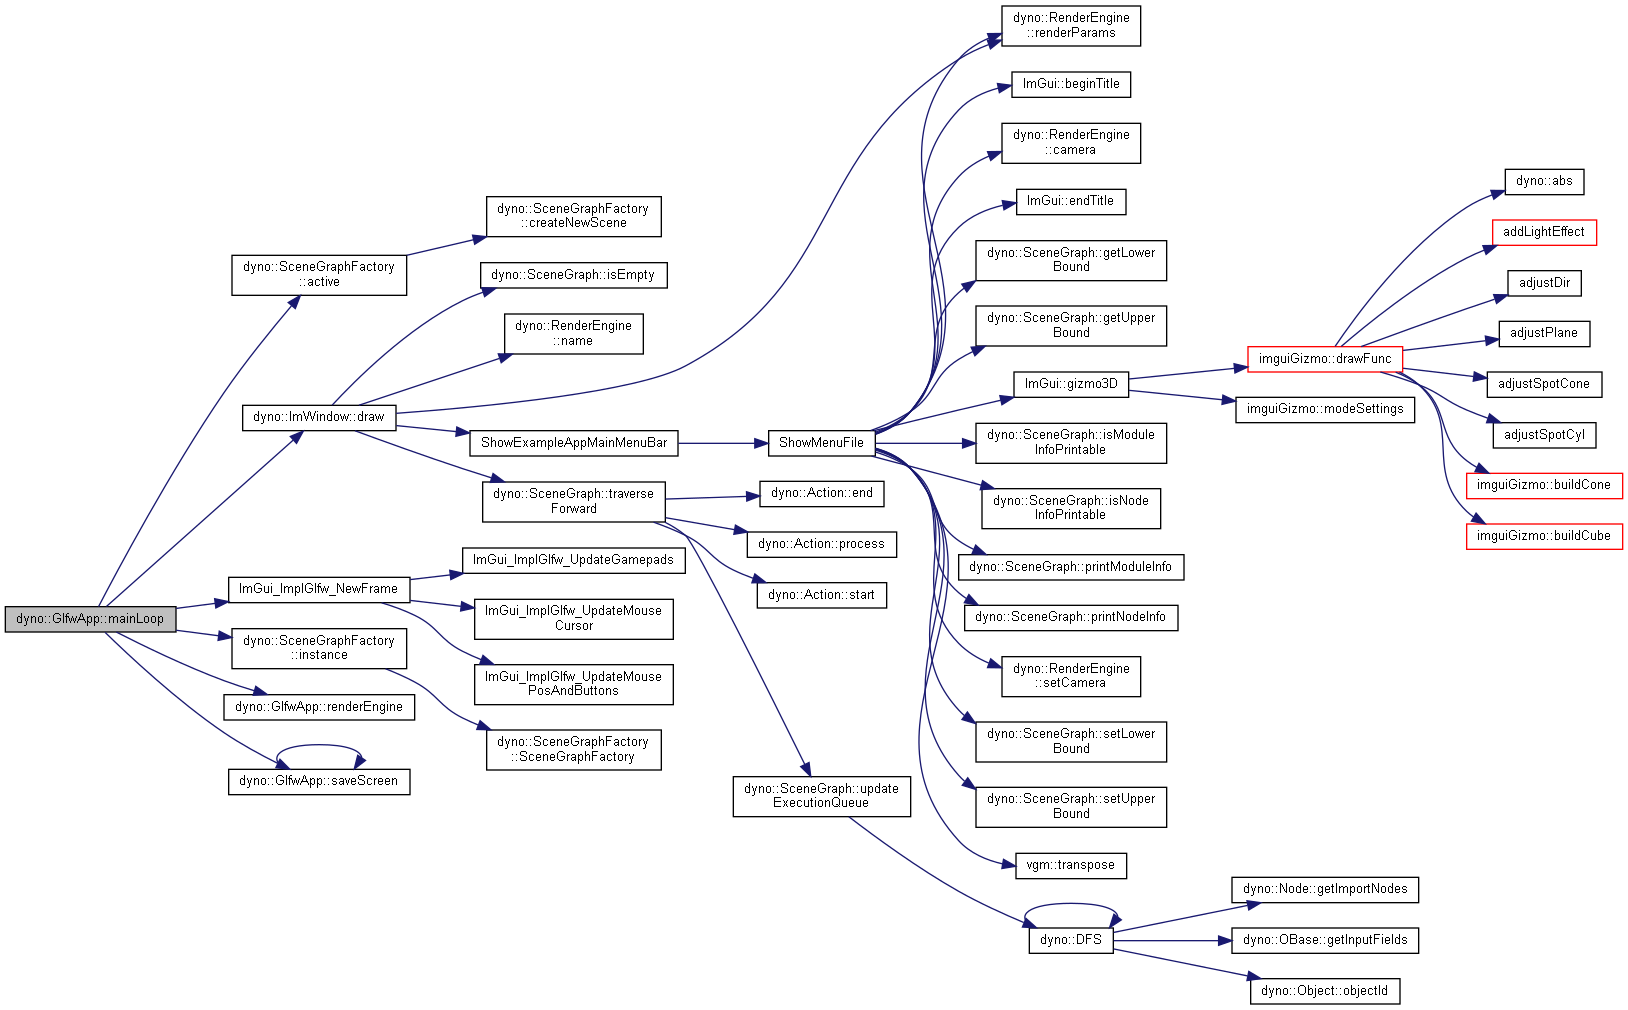 dyno::GlfwApp::mainLoop
dyno::SceneGraphFactory
::active
dyno::SceneGraphFactory
::createNewScene
dyno::ImWindow::draw
dyno::SceneGraph::isEmpty
dyno::RenderEngine
::name
dyno::RenderEngine
::renderParams
ShowExampleAppMainMenuBar
ShowMenuFile
ImGui::beginTitle
dyno::RenderEngine
::camera
ImGui::endTitle
dyno::SceneGraph::getLower
Bound
dyno::SceneGraph::getUpper
Bound
ImGui::gizmo3D
imguiGizmo::drawFunc
dyno::abs
addLightEffect
adjustDir
adjustPlane
adjustSpotCone
adjustSpotCyl
imguiGizmo::buildCone
imguiGizmo::buildCube
imguiGizmo::modeSettings
dyno::SceneGraph::isModule
InfoPrintable
dyno::SceneGraph::isNode
InfoPrintable
dyno::SceneGraph::printModuleInfo
dyno::SceneGraph::printNodeInfo
dyno::RenderEngine
::setCamera
dyno::SceneGraph::setLower
Bound
dyno::SceneGraph::setUpper
Bound
vgm::transpose
dyno::SceneGraph::traverse
Forward
dyno::Action::end
dyno::Action::process
dyno::Action::start
dyno::SceneGraph::update
ExecutionQueue
dyno::DFS
dyno::Node::getImportNodes
dyno::OBase::getInputFields
dyno::Object::objectId
ImGui_ImplGlfw_NewFrame
ImGui_ImplGlfw_UpdateGamepads
ImGui_ImplGlfw_UpdateMouse
Cursor
ImGui_ImplGlfw_UpdateMouse
PosAndButtons
dyno::SceneGraphFactory
::instance
dyno::SceneGraphFactory
::SceneGraphFactory
dyno::GlfwApp::renderEngine
dyno::GlfwApp::saveScreen